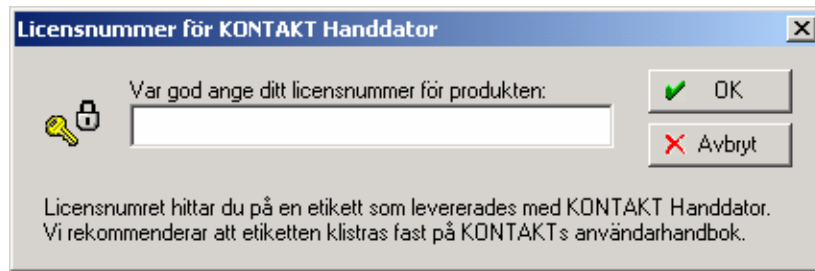 Licensnummer för KONTAKT Handdator
Var god ange ditt licensnummer för produkten:
OK
Avbryt
Licensnumret hittar du på en etikett som levererades med KONTAKT Handdator.
Vi rekommenderar att etiketten klistras fast på KONTAKTs användarhandbok.